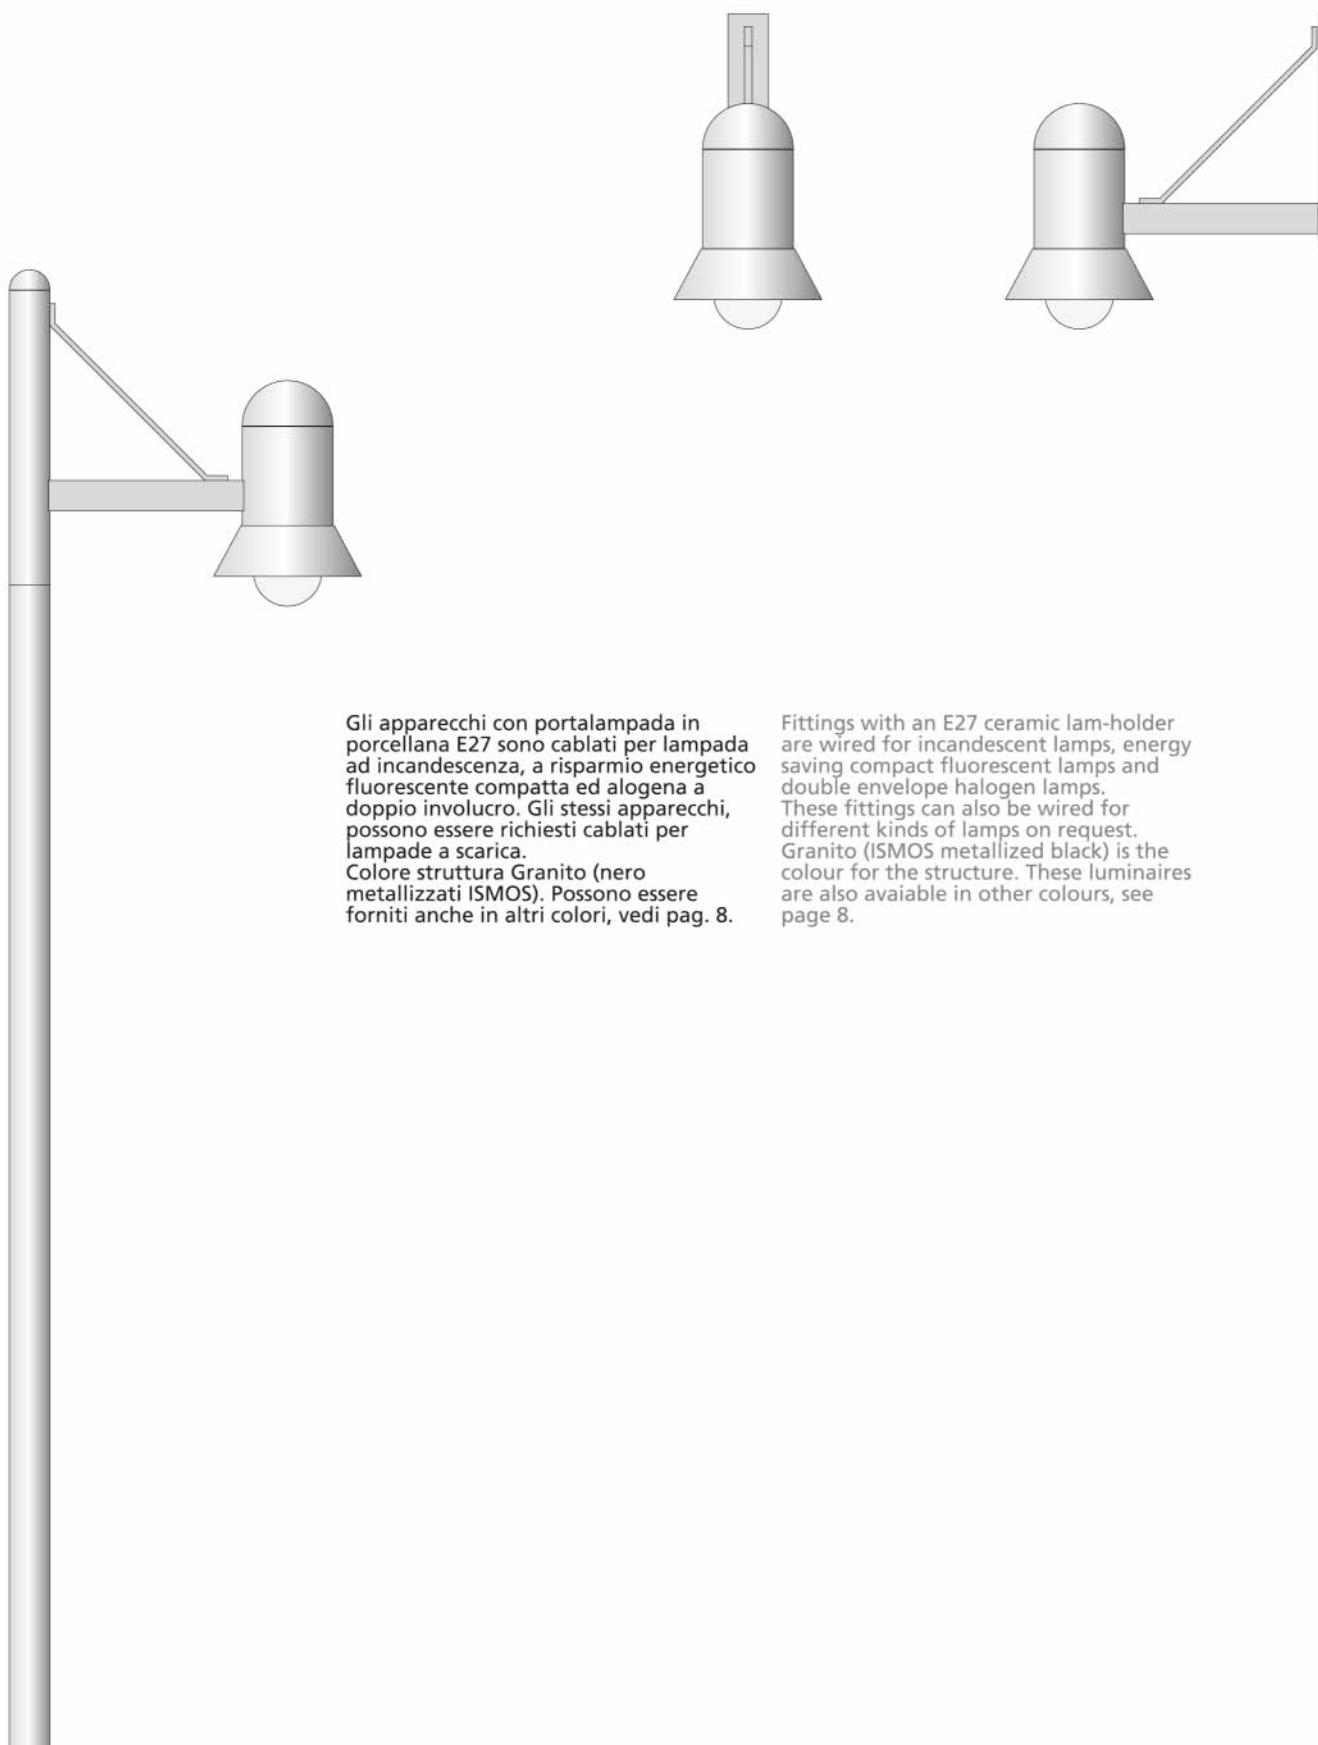 Gli apparecchi con portalampada in
porcellana E27 sono cablati per lampada
ad incandescenza, a risparmio energetico
fluorescente compatta ed alogena a
doppio involucro. Gli stessi apparecchi,
possono essere richiesti cablati per
lampade a scarica.
Colore struttura Granito (nero
metallizzati ISMOS). Possono essere
forniti anche in altri colori, vedi pag. 8.
Fittings with an E27 ceramic lam-holder
are wired for incandescent lamps, energy
saving compact fluorescent lamps and
double envelope halogen lamps.
These fittings can also be wired for
different kinds of lamps on request.
Granito (ISMOS metallized black) is the
colour for the structure. These luminaires
are also avaiable in other colours, see
page 8.